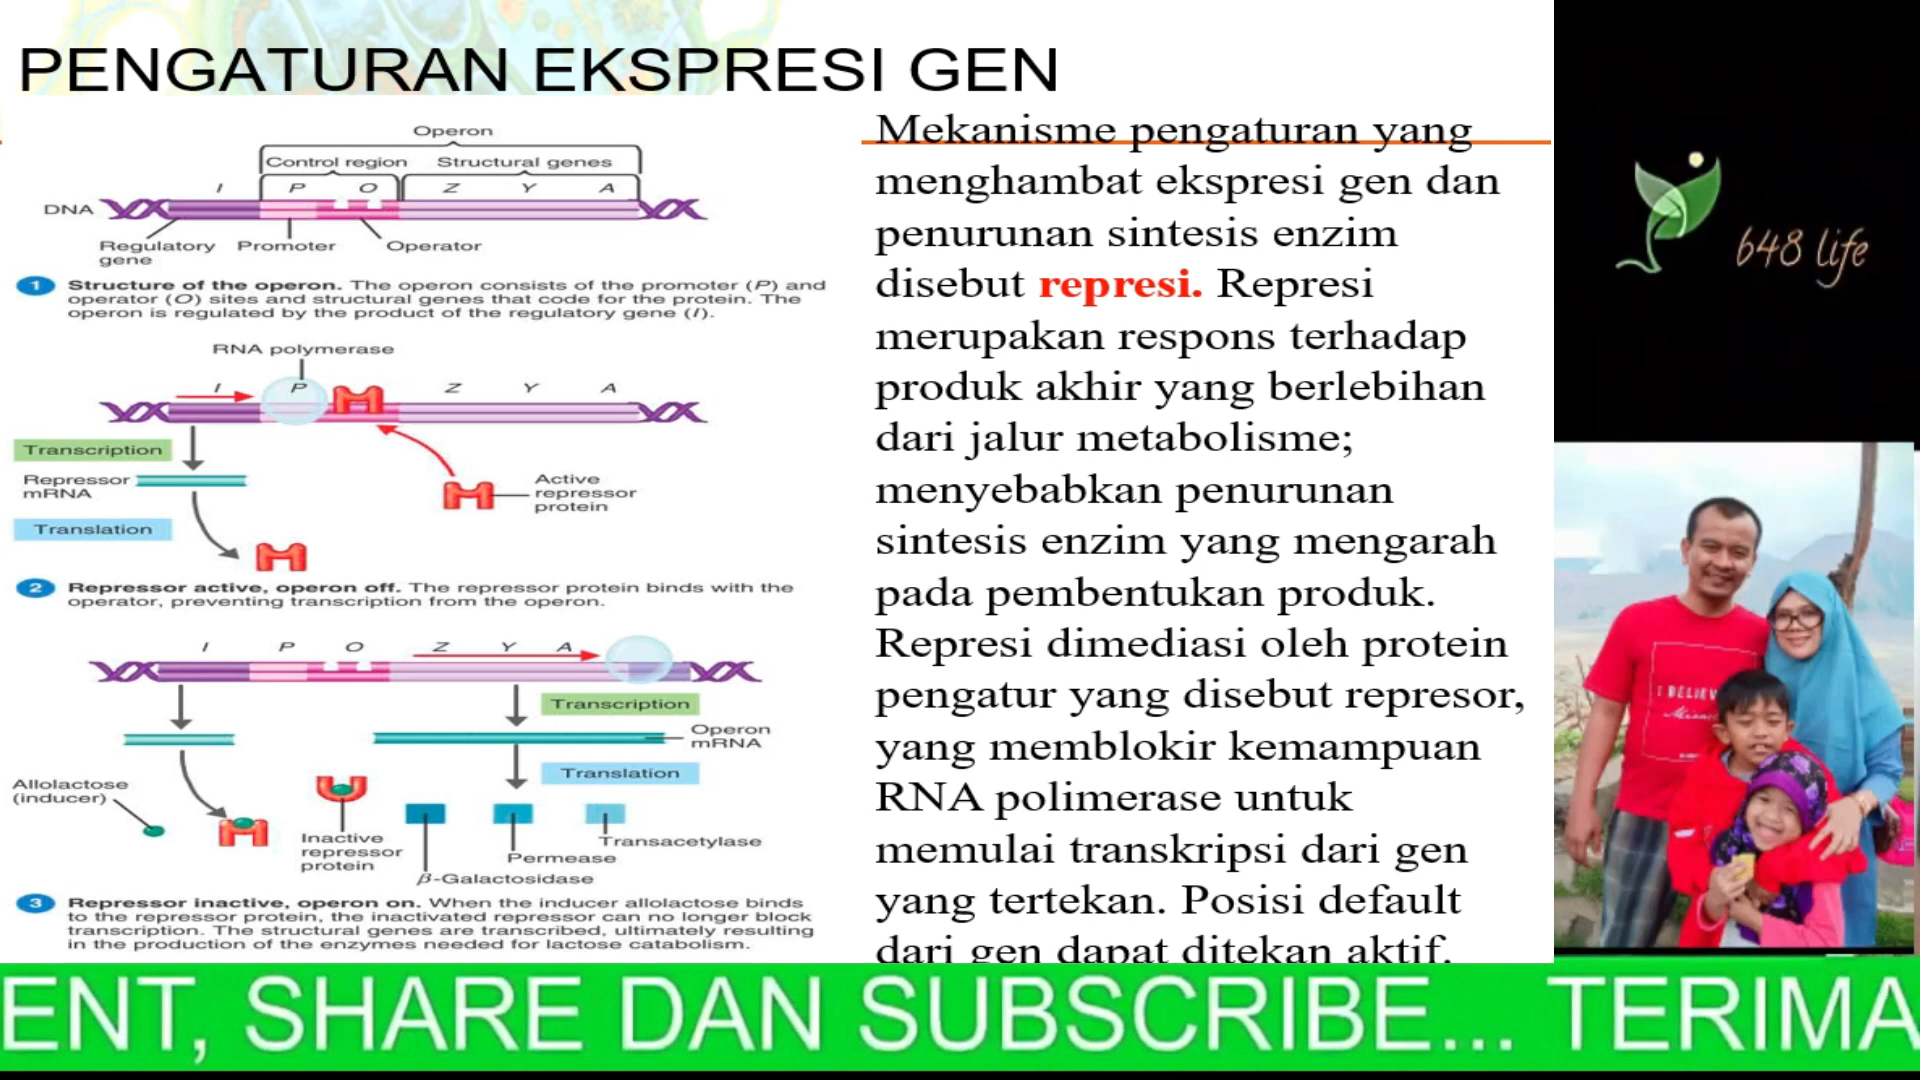 PENGATURAN EKSPRESI GEN
Operon
Control region
Structural genes
I P O Z Y A
DNA
Regulatory
gene
Promoter
Operator
1 Structure of the operon. The operon consists of the promoter (P) and
operator (O) sites and structural genes that code for the protein. The
operon is regulated by the product of the regulatory gene (I).
RNA polymerase
I P Z Y A
Transcription
Repressor
mRNA
Active
repressor
protein
Translation
2 Repressor active, operon off. The repressor protein binds with the
operator, preventing transcription from the operon.
I P O Z Y A
Transcription
Operon
mRNA
Translation
Allolactose
(inducer)
Inactive
repressor
protein
Transacetylase
Permease
β-Galactosidase
3 Repressor inactive, operon on. When the inducer allolactose binds
to the repressor protein, the inactivated repressor can no longer block
transcription. The structural genes are transcribed, ultimately resulting
in the production of the enzymes needed for lactose catabolism.
Mekanisme pengaturan yang
menghambat ekspresi gen dan
penurunan sintesis enzim
disebut represi. Represi
merupakan respons terhadap
produk akhir yang berlebihan
dari jalur metabolisme;
menyebabkan penurunan
sintesis enzim yang mengarah
pada pembentukan produk.
Represi dimediasi oleh protein
pengatur yang disebut represor,
yang memblokir kemampuan
RNA polimerase untuk
memulai transkripsi dari gen
yang tertekan. Posisi default
dari gen dapat ditekan aktif.
648 life
I BELIEV
ENT, SHARE DAN SUBSCRIBE... TERIMA